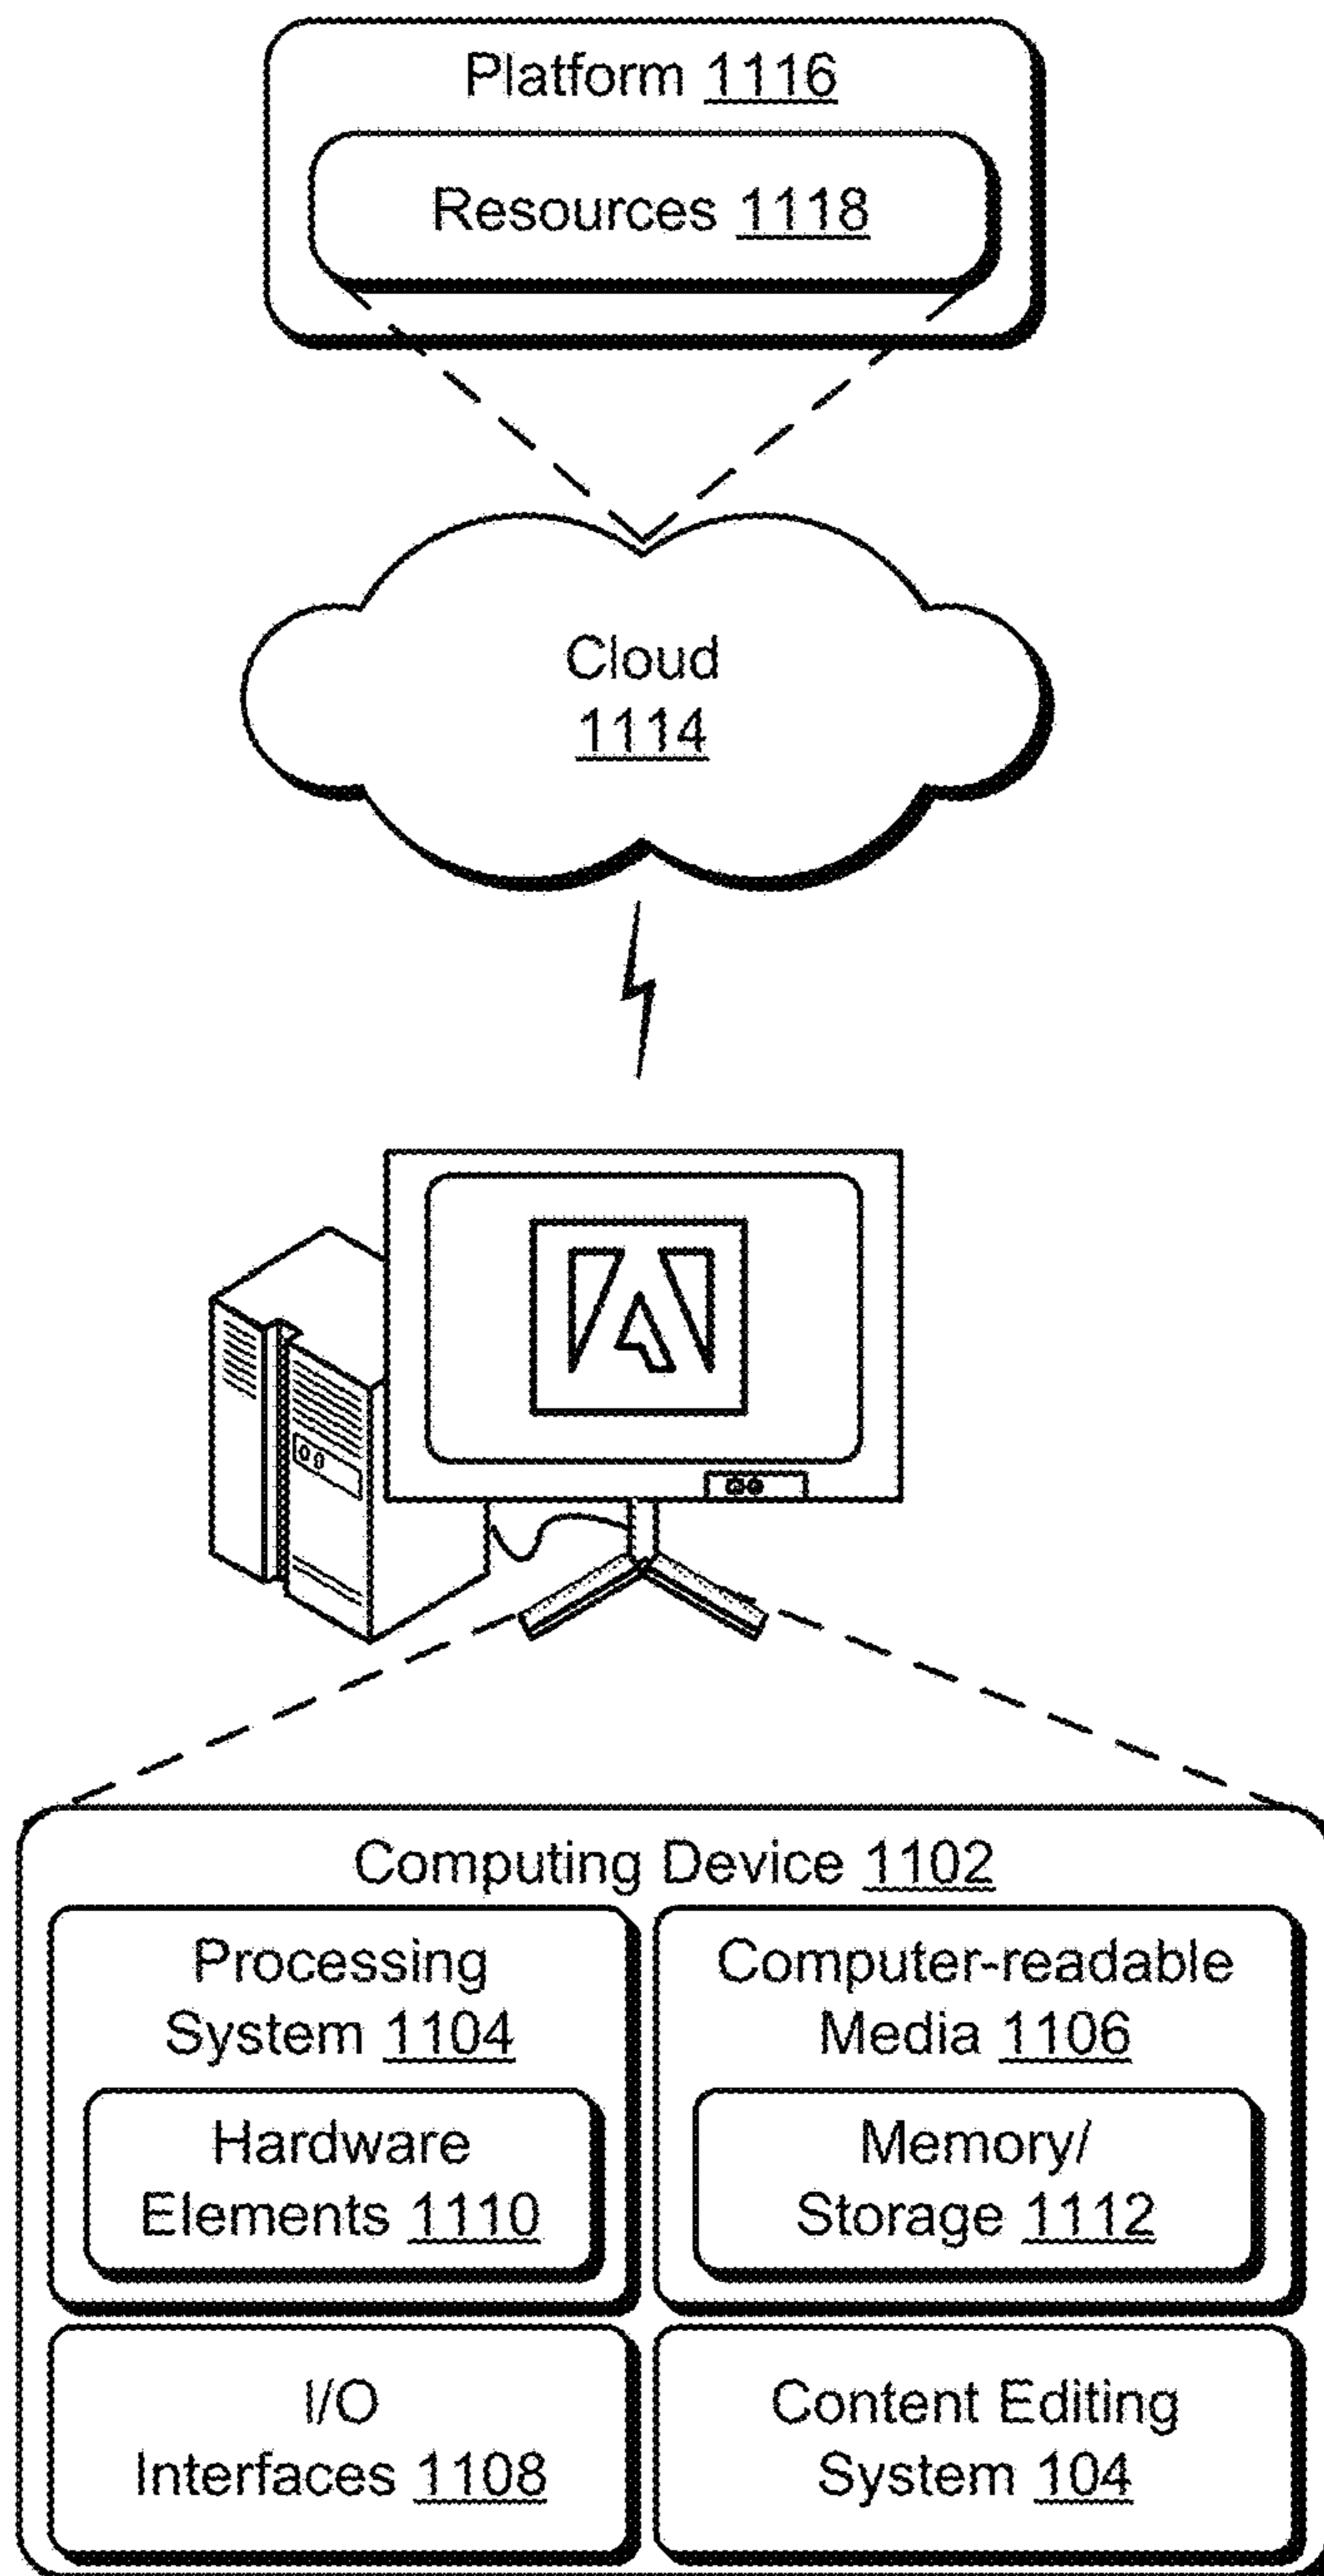 Platform 1116
Resources 1118
Cloud
1114
Computing Device 1102
Processing
System 1104
Hardware
Elements 1110
Computer-readable
Media 1106
Memory/
Storage 1112
I/O
Interfaces 1108
Content Editing
System 104